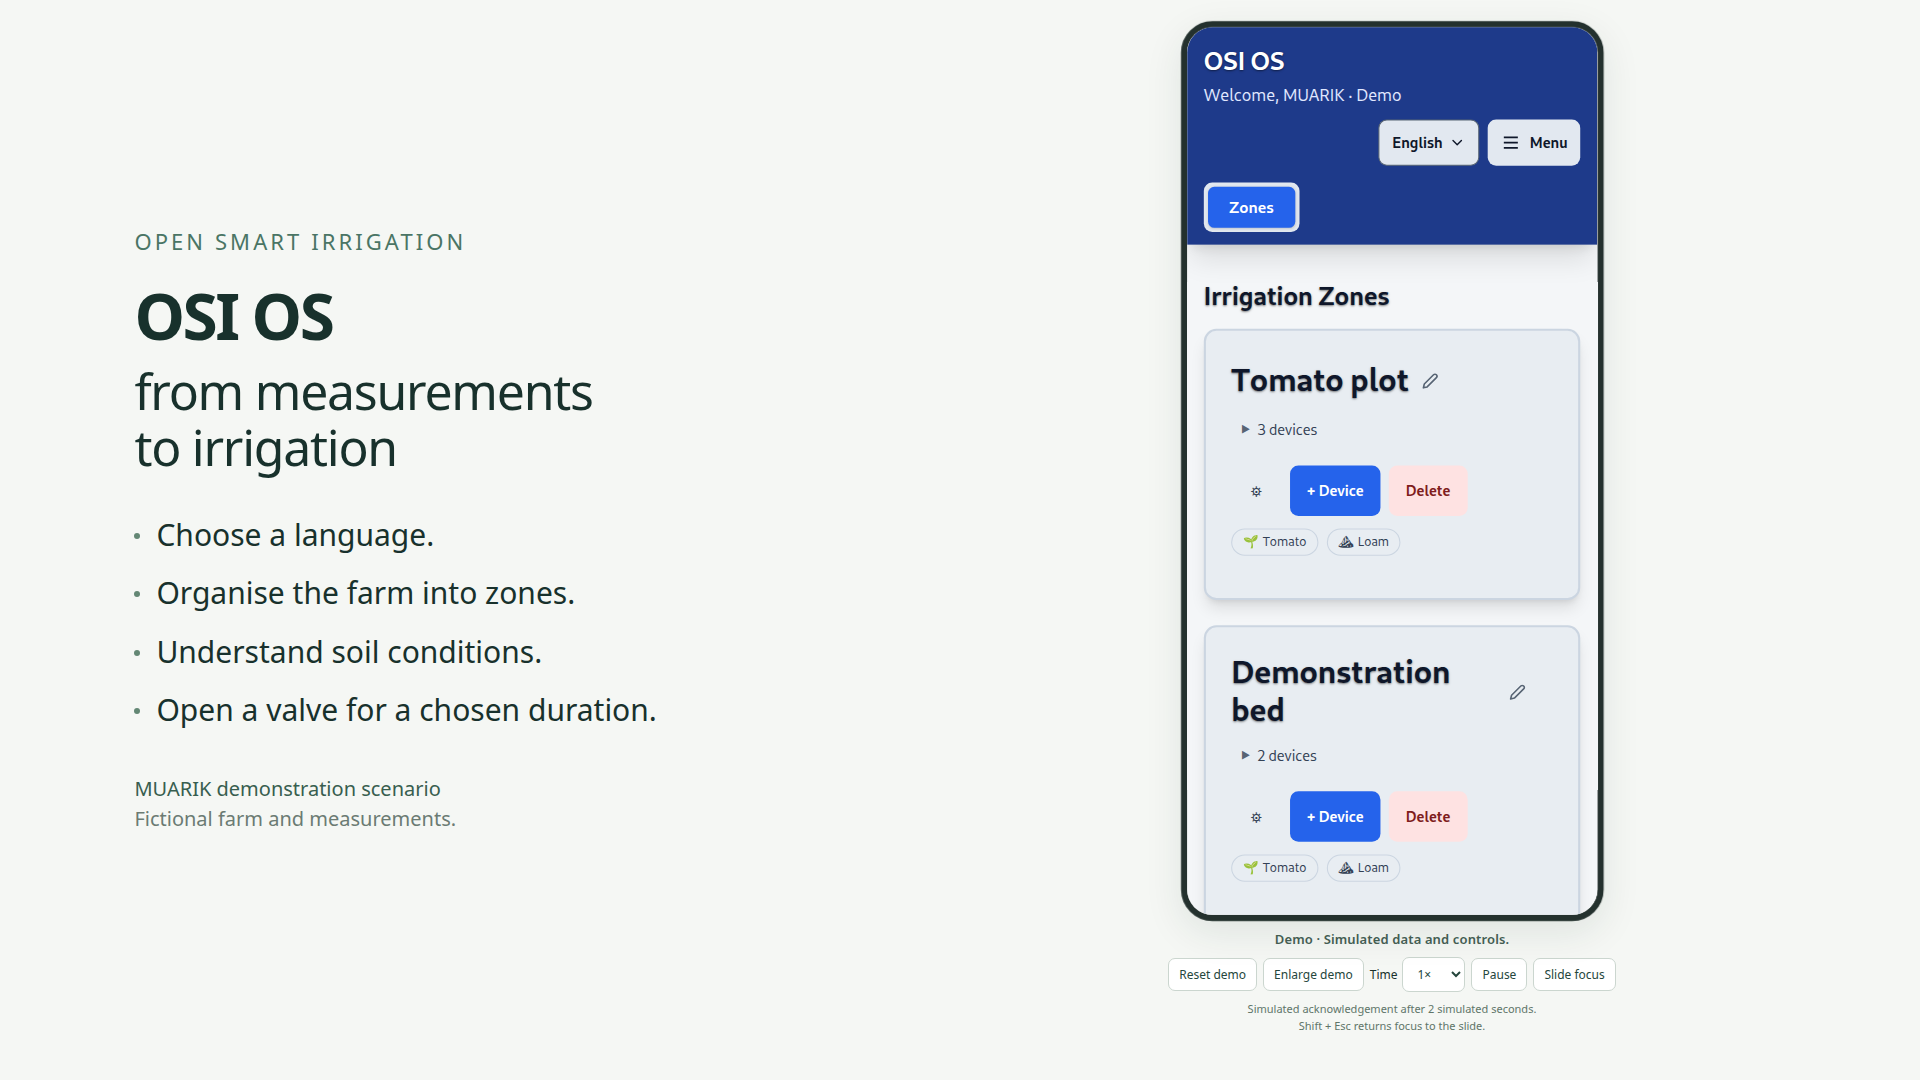 OPEN SMART IRRIGATION
OSI OS
from measurements
to irrigation
• Choose a language.
• Organise the farm into zones.
• Understand soil conditions.
• Open a valve for a chosen duration.
MUARIK demonstration scenario
Fictional farm and measurements.
OSI OS
Welcome, MUARIK · Demo
English
Menu
Zones
Irrigation Zones
Tomato plot
3 devices
+ Device
Delete
Tomato
Loam
Demonstration
bed
2 devices
+ Device
Delete
Tomato
Loam
Demo · Simulated data and controls.
Reset demo
Enlarge demo
Time
1×
Pause
Slide focus
Simulated acknowledgement after 2 simulated seconds.
Shift + Esc returns focus to the slide.